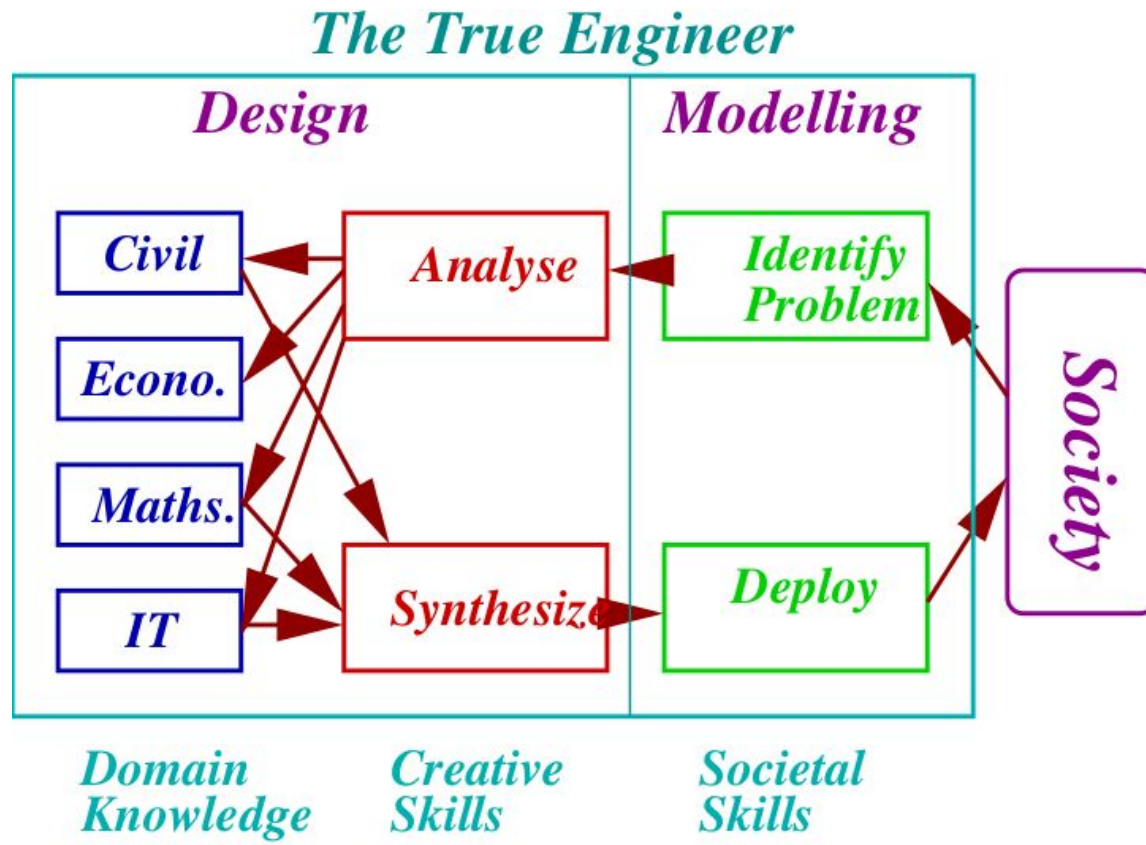 The True Engineer
Design
Modelling
Civil
Analyse
Identify
Problem
Econo.
Society
Maths.
Synthesize
Deploy
IT
Domain
Knowledge
Creative
Skills
Societal
Skills